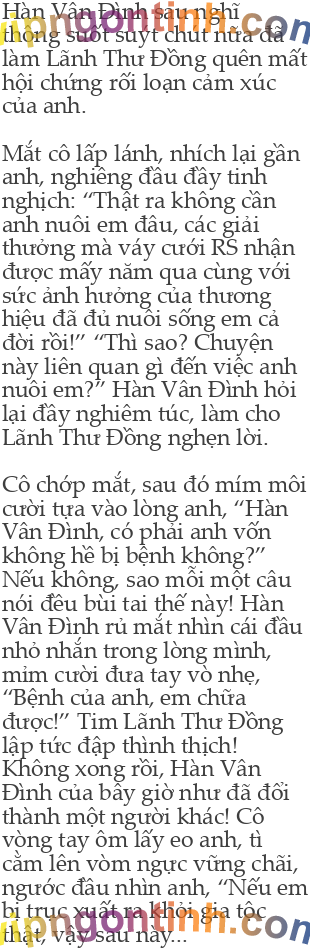 Hàn Vân Đình sau nghĩ
thông suốt suýt chút nữa đã
làm Lãnh Thư Đồng quên mất
hội chứng rối loạn cảm xúc
của anh.
Mắt cô lấp lánh, nhích lại gần
anh, nghiêng đầu đầy tinh
nghịch: “Thật ra không cần
anh nuôi em đâu, các giải
thưởng mà váy cưới RS nhận
được mấy năm qua cùng với
sức ảnh hưởng của thương
hiệu đã đủ nuôi sống em cả
đời rồi!” “Thì sao? Chuyện
này liên quan gì đến việc anh
nuôi em?” Hàn Vân Đình hỏi
lại đầy nghiêm túc, làm cho
Lãnh Thư Đồng nghẹn lời.
Cô chớp mắt, sau đó mím môi
cười tựa vào lòng anh, “Hàn
Vân Đình, có phải anh vốn
không hề bị bệnh không?”
Nếu không, sao mỗi một câu
nói đều bùi tai thế này! Hàn
Vân Đình rủ mắt nhìn cái đầu
nhỏ nhắn trong lòng mình,
mỉm cười đưa tay vò nhẹ,
“Bệnh của anh, em chữa
được!” Tim Lãnh Thư Đồng
lập tức đập thình thịch!
Không xong rồi, Hàn Vân
Đình của bây giờ như đã đổi
thành một người khác! Cô
vòng tay ôm lấy eo anh, tì
cằm lên vòm ngực vững chãi,
ngước đầu nhìn anh, “Nếu em
bị trục xuất ra khỏi gia tộc
thật, vậy sau này...
vipngontinh.com
vipngontinh.com